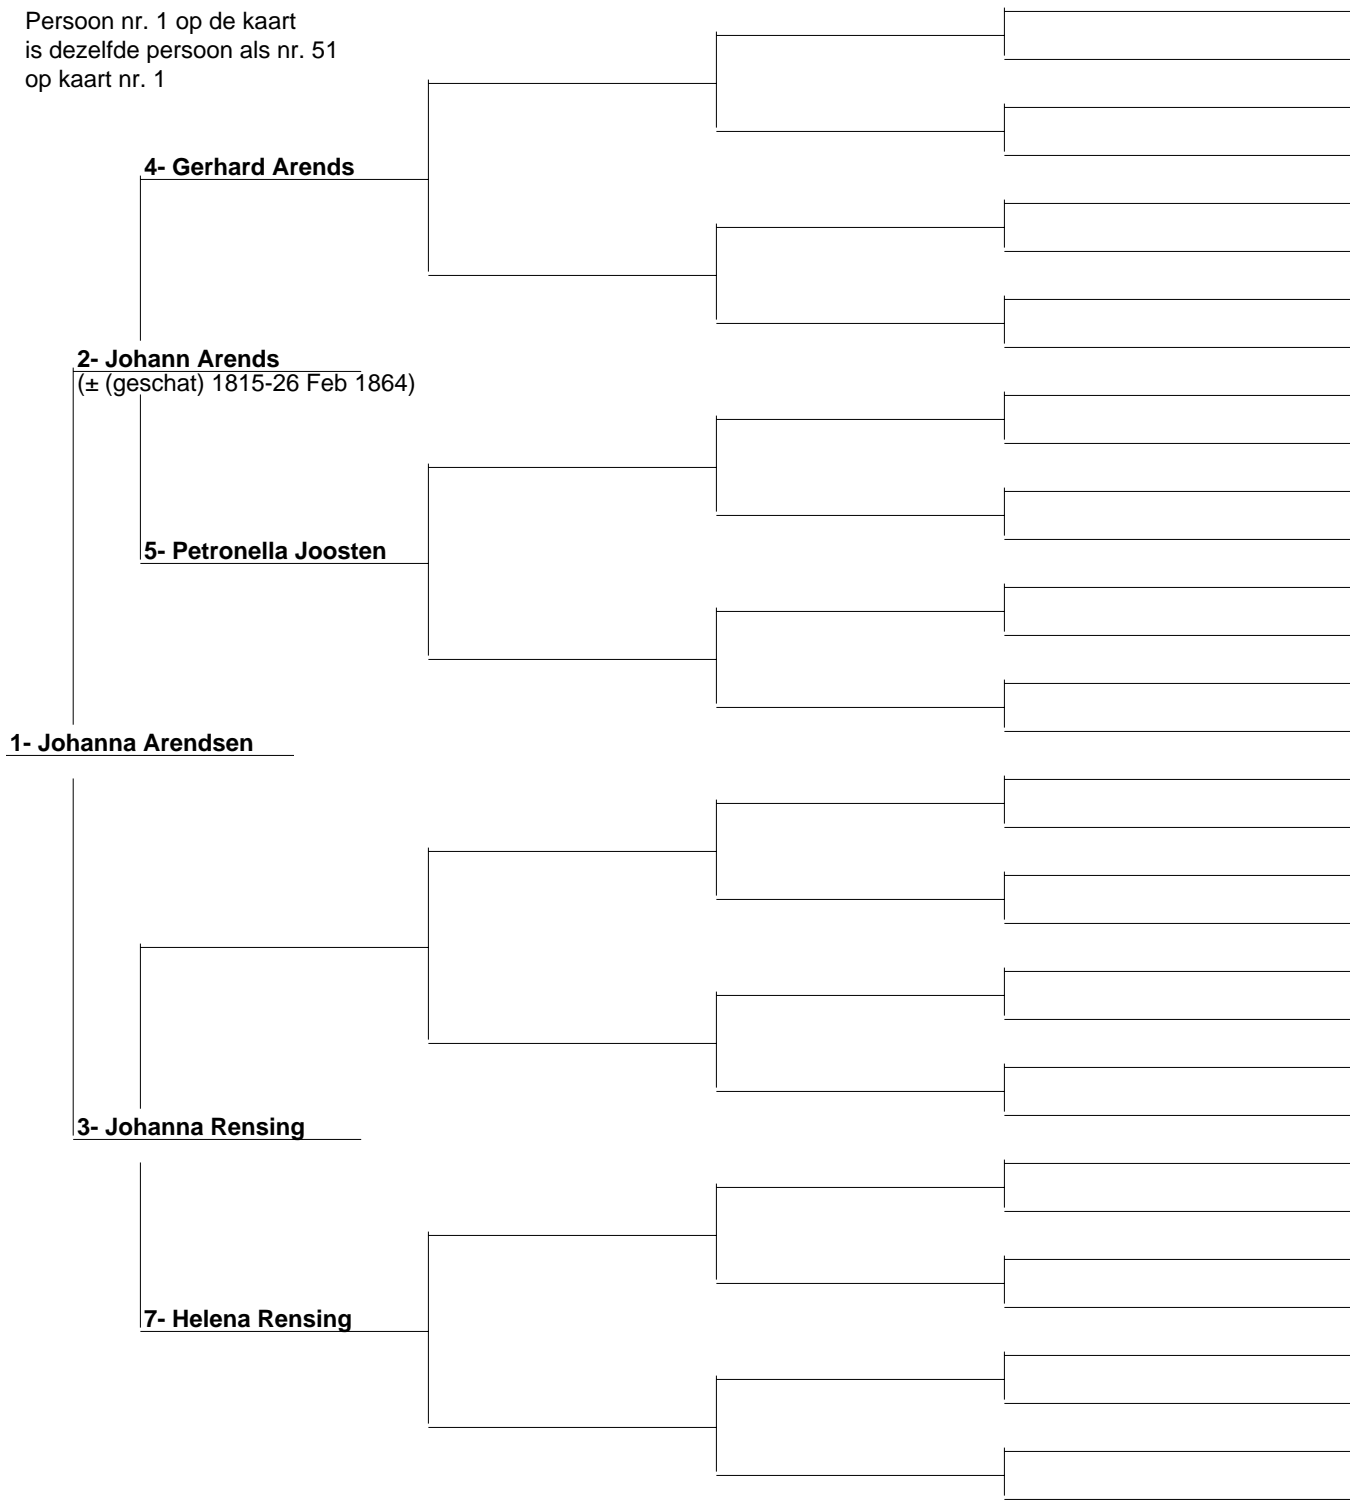 Persoon nr. 1 op de kaart
is dezelfde persoon als nr. 51
op kaart nr. 1
4- Gerhard Arends
2- Johann Arends
(± (geschat) 1815-26 Feb 1864)
5- Petronella Joosten
1- Johanna Arendsen
3- Johanna Rensing
7- Helena Rensing